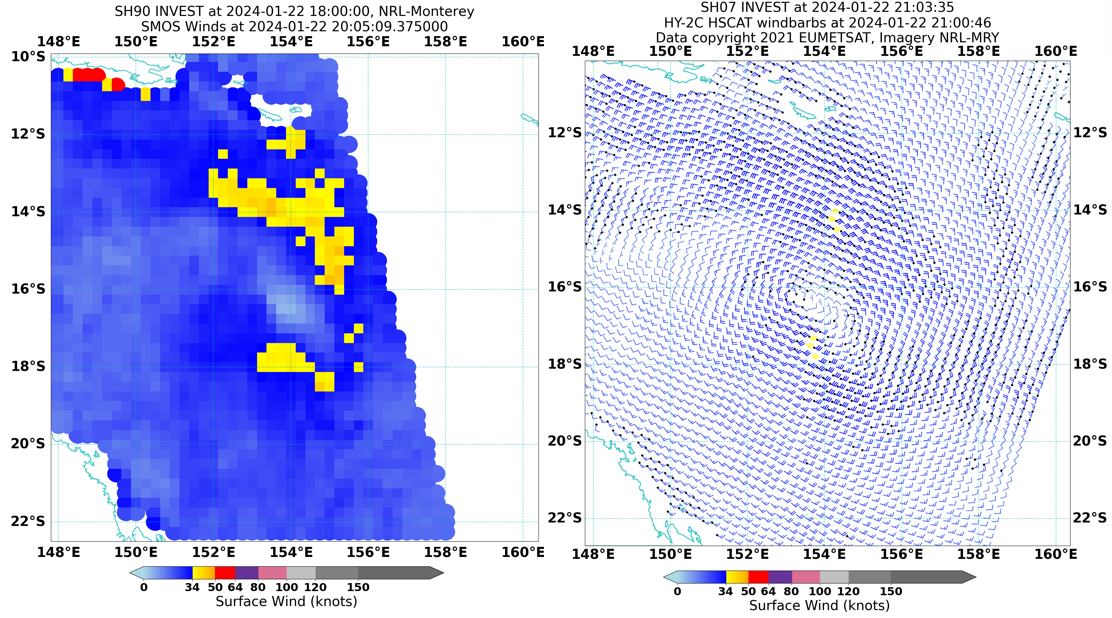 SH90 INVEST at 2024-01-22 18:00:00, NRL-Monterey
SMOS Winds at 2024-01-22 20:05:09.375000
148°E 150°E 152°E 154°E 156°E 158°E 160°E
10°S
12°S
14°S
16°S
18°S
20°S
22°S
148°E 150°E 152°E 154°E 156°E 158°E 160°E
0 34 50 64 80 100 120 150
Surface Wind (knots)
SH07 INVEST at 2024-01-22 21:03:35
HY-2C HSCAT windbarbs at 2024-01-22 21:00:46
Data copyright 2021 EUMETSAT, Imagery NRL-MRY
148°E 150°E 152°E 154°E 156°E 158°E 160°E
12°S 12°S
14°S 14°S
16°S 16°S
18°S 18°S
20°S 20°S
22°S 22°S
148°E 150°E 152°E 154°E 156°E 158°E 160°E
0 34 50 64 80 100 120 150
Surface Wind (knots)